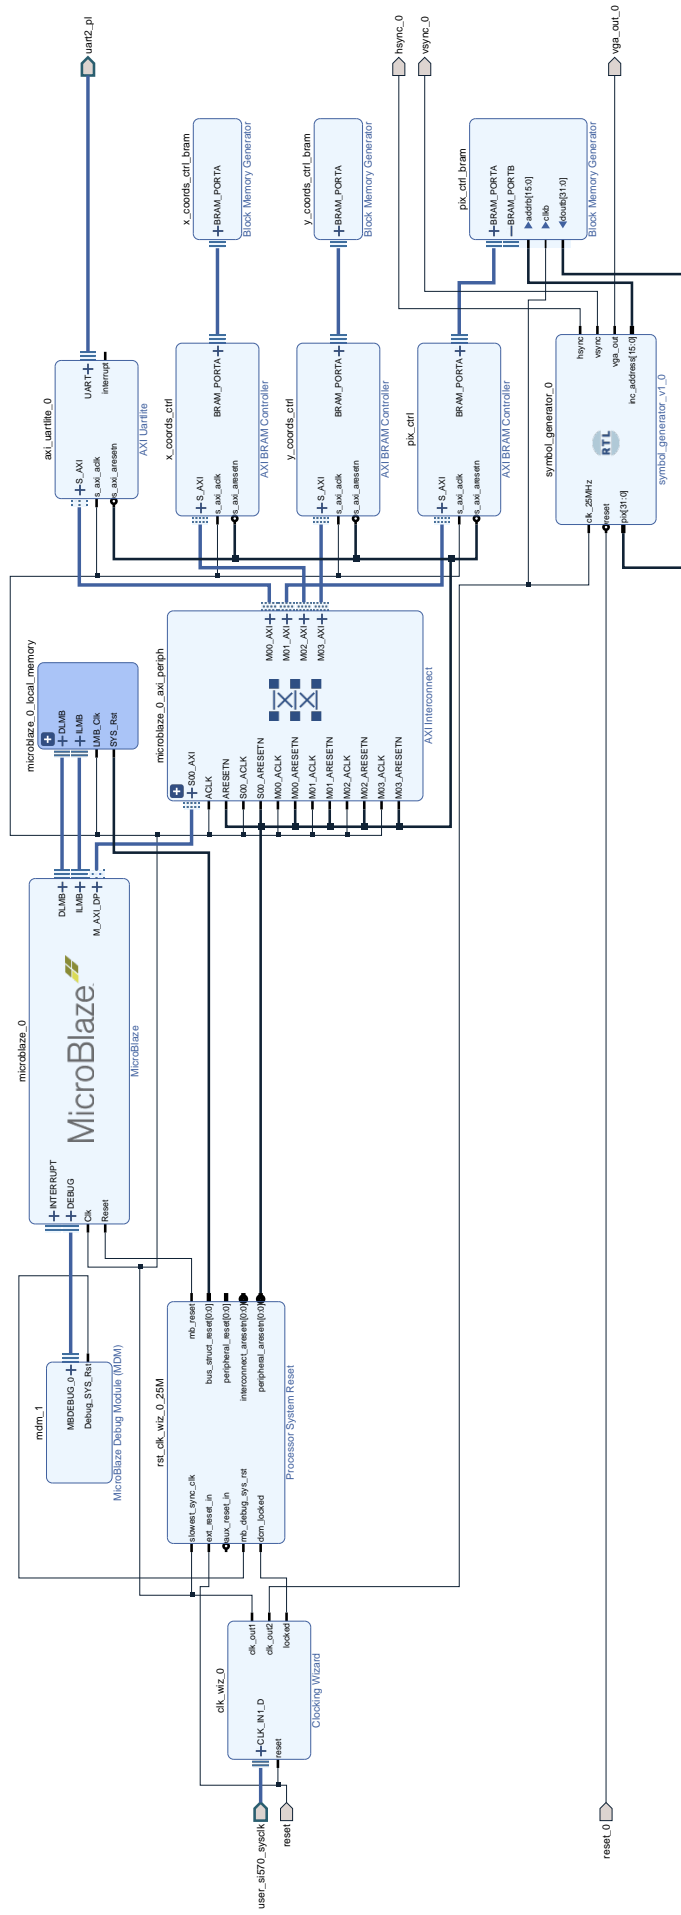 user_si570_sysclk
reset
reset_0
clk_wiz_0
CLK_IN1_D
reset
clk_out1
clk_out2
locked
Clocking Wizard
mdm_1
MBDEBUG_0
Debug_SYS_Rst
MicroBlaze Debug Module (MDM)
rst_clk_wiz_0_25M
slowest_sync_clk
ext_reset_in
aux_reset_in
mb_debug_sys_rst
dcm_locked
mb_reset
bus_struct_reset[0:0]
peripheral_reset[0:0]
interconnect_aresetn[0:0]
peripheral_aresetn[0:0]
Processor System Reset
microblaze_0
INTERRUPT
DEBUG
Clk
Reset
MicroBlaze
DLMB
ILMB
M_AXI_DP
MicroBlaze
microblaze_0_local_memory
DLMB
ILMB
LMB_Clk
SYS_Rst
microblaze_0_axi_periph
S00_AXI
ACLK
ARESETN
S00_ACLK
S00_ARESETN
M00_ACLK
M00_ARESETN
M01_ACLK
M01_ARESETN
M02_ACLK
M02_ARESETN
M03_ACLK
M03_ARESETN
M00_AXI
M01_AXI
M02_AXI
M03_AXI
AXI Interconnect
axi_uartlite_0
S_AXI
s_axi_aclk
s_axi_aresetn
UART
interrupt
AXI Uartlite
x_coords_ctrl
S_AXI
s_axi_aclk
s_axi_aresetn
BRAM_PORTA
AXI BRAM Controller
y_coords_ctrl
S_AXI
s_axi_aclk
s_axi_aresetn
BRAM_PORTA
AXI BRAM Controller
pix_ctrl
S_AXI
s_axi_aclk
s_axi_aresetn
BRAM_PORTA
AXI BRAM Controller
symbol_generator_0
clk_25MHz
reset
pix[31:0]
RTL
hsync
vsync
vga_out
inc_address[15:0]
symbol_generator_v1_0
x_coords_ctrl_bram
BRAM_PORTA
Block Memory Generator
y_coords_ctrl_bram
BRAM_PORTA
Block Memory Generator
pix_ctrl_bram
BRAM_PORTA
BRAM_PORTB
addrb[15:0]
clkb
doutb[31:0]
Block Memory Generator
uart2_pl
hsync_0
vsync_0
vga_out_0